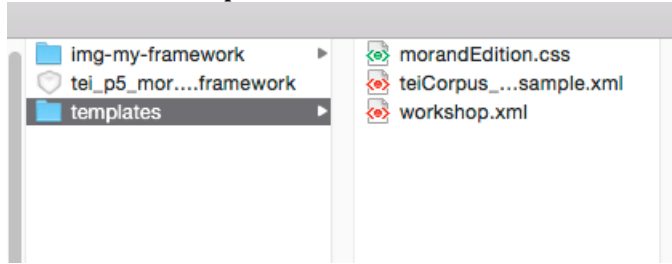 img-my-framework
tei_p5_mor....framework
templates
morandEdition.css
teiCorpus_...sample.xml
workshop.xml